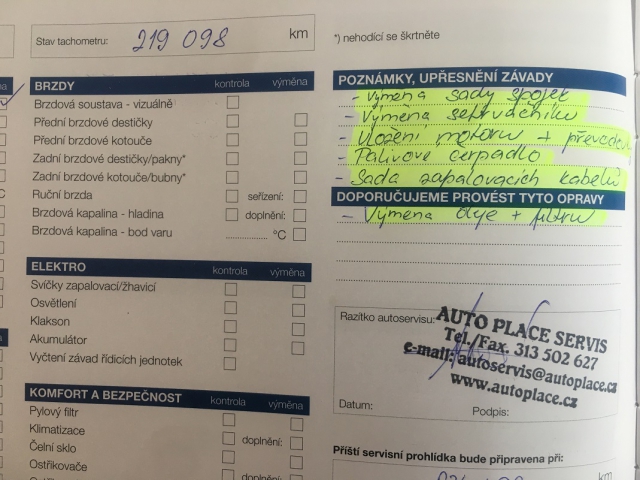 Stav tachometru: 219 098 km
*) nehodící se škrtněte
BRZDY kontrola výměna
Brzdová soustava - vizuálně
Přední brzdové destičky
Přední brzdové kotouče
Zadní brzdové destičky/pakny*
Zadní brzdové kotouče/bubny*
Ruční brzda seřízení:
Brzdová kapalina - hladina doplnění:
Brzdová kapalina - bod varu °C
ELEKTRO kontrola výměna
Svíčky zapalovací/žhavicí
Osvětlení
Klakson
Akumulátor
Vyčtení závad řídicích jednotek
KOMFORT A BEZPEČNOST kontrola výměna
Pylový filtr
Klimatizace doplnění:
Čelní sklo
Ostřikovače
doplnění:
POZNÁMKY, UPŘESNĚNÍ ZÁVADY
- Výměna sady spojek
- Výměna setrvačníku
- Uložení motoru + převodov
- Palivové čerpadlo
- Sada zapalovacích kabelů
DOPORUČUJEME PROVÉST TYTO OPRAVY
- Výměna oleje + filtru
Razítko autoservisu:
AUTO PLACE SERVIS
Tel./Fax. 313 502 627
e-mail: autoservis@autoplace.cz
www.autoplace.cz
Datum: Podpis:
Příští servisní prohlídka bude připravena při:
km